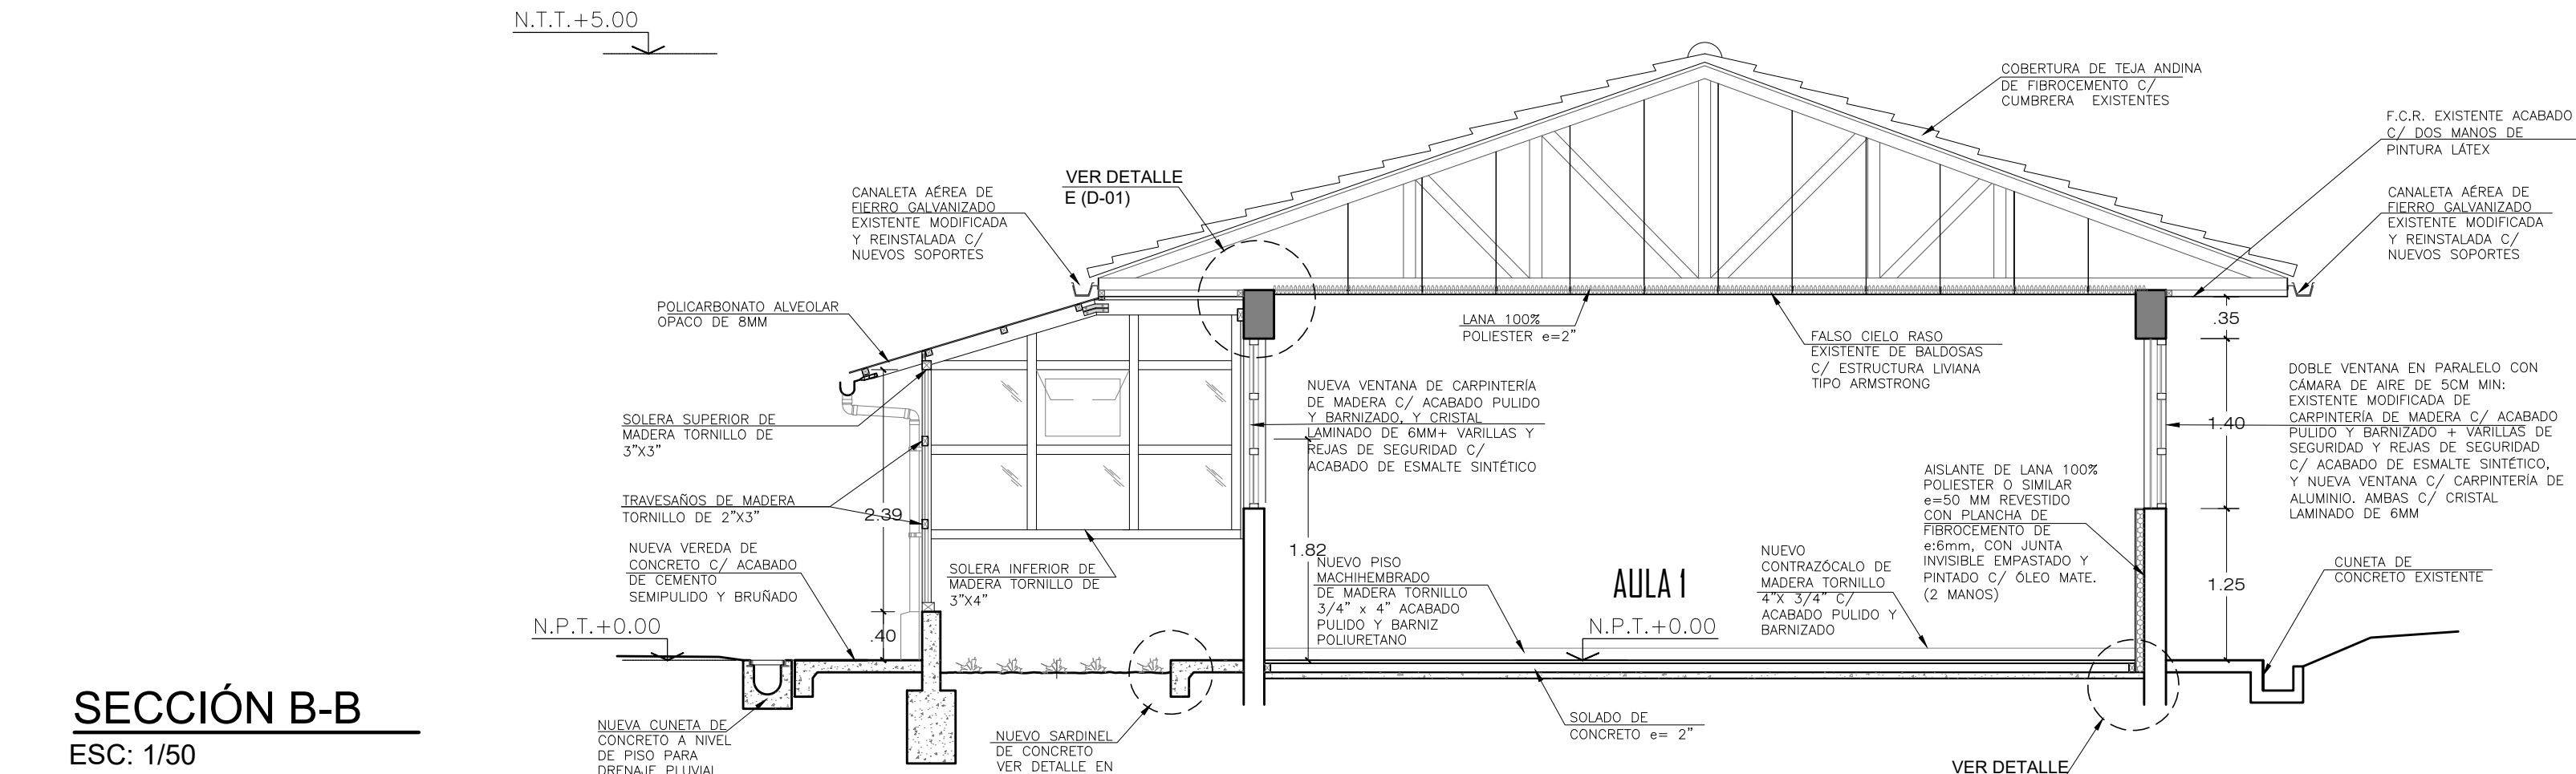 N.T.T.+5.00
COBERTURA DE TEJA ANDINA
DE FIBROCEMENTO C/
CUMBRERA EXISTENTES
F.C.R. EXISTENTE ACABADO
C/ DOS MANOS DE
PINTURA LÁTEX
VER DETALLE
E (D-01)
CANALETA AÉREA DE
FIERRO GALVANIZADO
EXISTENTE MODIFICADA
Y REINSTALADA C/
NUEVOS SOPORTES
CANALETA AÉREA DE
FIERRO GALVANIZADO
EXISTENTE MODIFICADA
Y REINSTALADA C/
NUEVOS SOPORTES
POLICARBONATO ALVEOLAR
OPACO DE 8MM
LANA 100%
POLIESTER e=2"
FALSO CIELO RASO
EXISTENTE DE BALDOSAS
C/ ESTRUCTURA LIVIANA
TIPO ARMSTRONG
.35
NUEVA VENTANA DE CARPINTERÍA
DE MADERA C/ ACABADO PULIDO
Y BARNIZADO, Y CRISTAL
LAMINADO DE 6MM+ VARILLAS Y
REJAS DE SEGURIDAD C/
ACABADO DE ESMALTE SINTÉTICO
DOBLE VENTANA EN PARALELO CON
CÁMARA DE AIRE DE 5CM MIN:
EXISTENTE MODIFICADA DE
CARPINTERÍA DE MADERA C/ ACABADO
PULIDO Y BARNIZADO + VARILLAS DE
SEGURIDAD Y REJAS DE SEGURIDAD
C/ ACABADO DE ESMALTE SINTÉTICO,
Y NUEVA VENTANA C/ CARPINTERÍA DE
ALUMINIO. AMBAS C/ CRISTAL
LAMINADO DE 6MM
1.40
SOLERA SUPERIOR DE
MADERA TORNILLO DE
3"X3"
TRAVESAÑOS DE MADERA
TORNILLO DE 2"X3"
2.39
AISLANTE DE LANA 100%
POLIESTER O SIMILAR
e=50 MM REVESTIDO
CON PLANCHA DE
FIBROCEMENTO DE
e:6mm, CON JUNTA
INVISIBLE EMPASTADO Y
PINTADO C/ ÓLEO MATE.
(2 MANOS)
NUEVA VEREDA DE
CONCRETO C/ ACABADO
DE CEMENTO
SEMIPULIDO Y BRUÑADO
SOLERA INFERIOR DE
MADERA TORNILLO DE
3"X4"
1.82
NUEVO PISO
MACHIHEMBRADO
DE MADERA TORNILLO
3/4" x 4" ACABADO
PULIDO Y BARNIZ
POLIURETANO
AULA 1
NUEVO
CONTRAZÓCALO DE
MADERA TORNILLO
4"X 3/4" C/
ACABADO PULIDO Y
BARNIZADO
1.25
CUNETA DE
CONCRETO EXISTENTE
N.P.T.+0.00
.40
N.P.T.+0.00
SECCIÓN B-B
ESC: 1/50
NUEVA CUNETA DE
CONCRETO A NIVEL
DE PISO PARA
DRENAJE PLUVIAL
NUEVO SARDINEL
DE CONCRETO
VER DETALLE EN
SOLADO DE
CONCRETO e= 2"
VER DETALLE